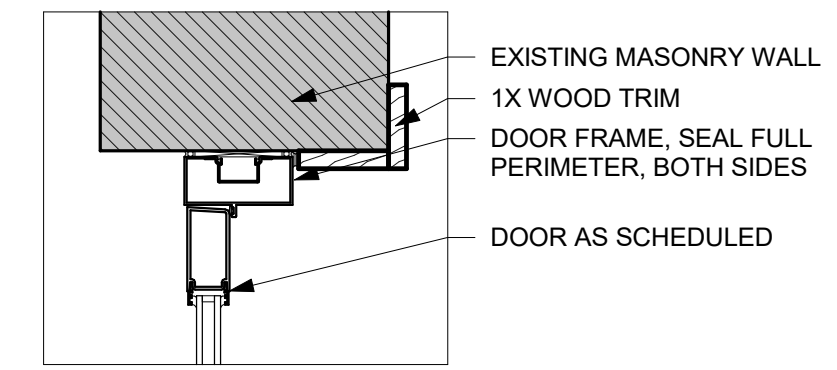 EXISTING MASONRY WALL
1X WOOD TRIM
DOOR FRAME, SEAL FULL
PERIMETER, BOTH SIDES
DOOR AS SCHEDULED